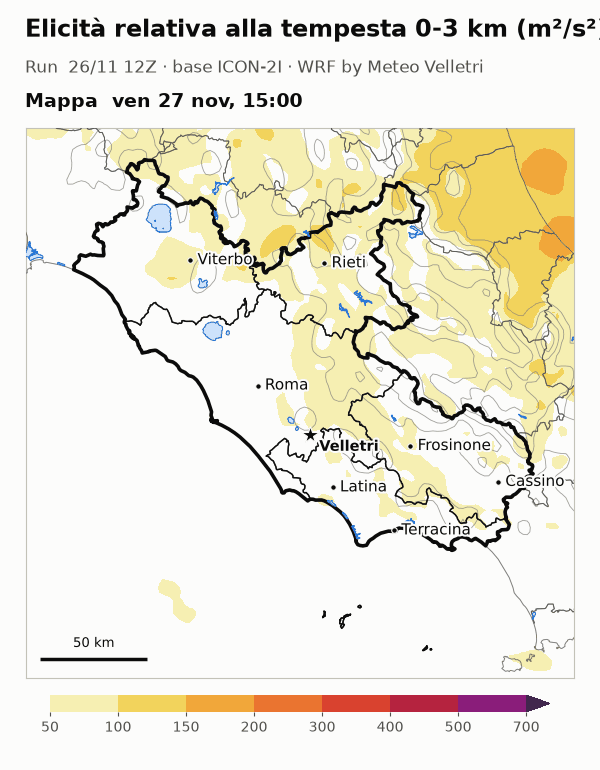 Elicità relativa alla tempesta 0-3 km (m²/s²)
Run  26/11 12Z · base ICON-2I · WRF by Meteo Velletri
Mappa  ven 27 nov, 15:00
Viterbo
Rieti
Roma
Velletri
Frosinone
Cassino
Latina
Terracina
50 km
50 100 150 200 300 400 500 700